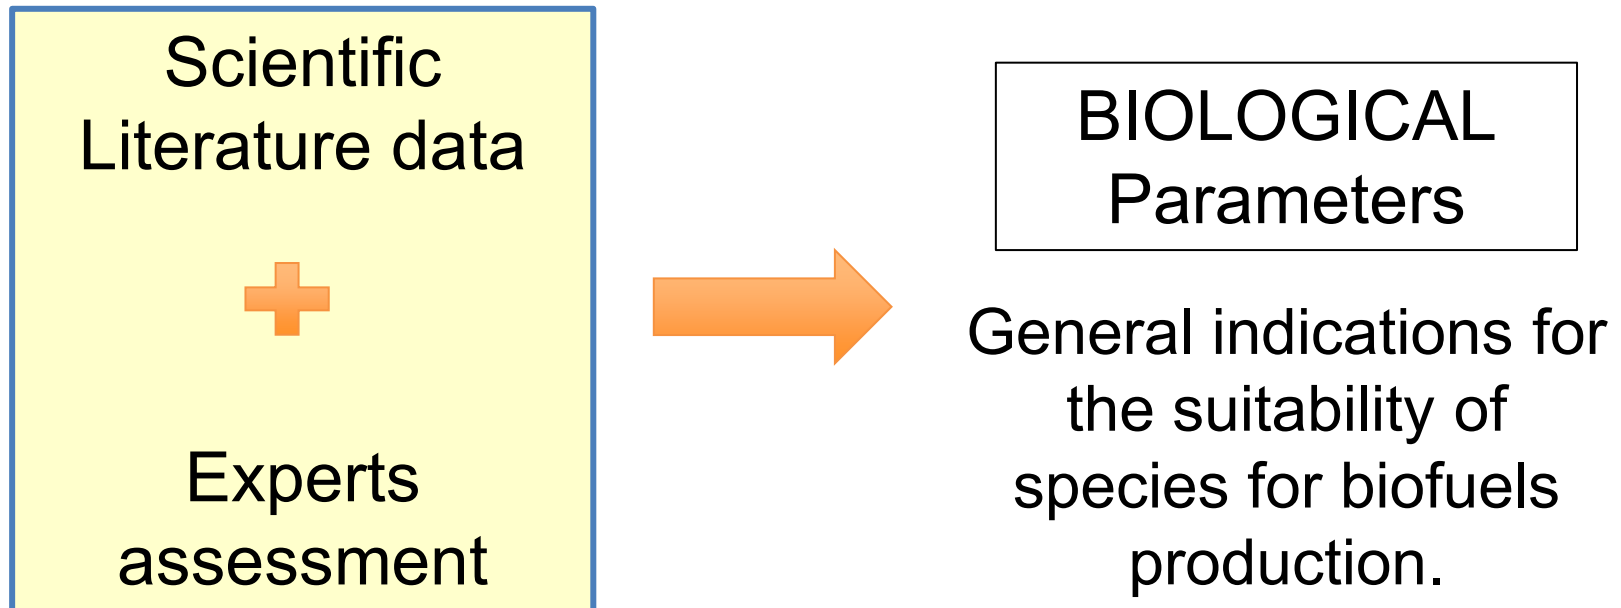 Scientific
Literature data
Experts
assessment
BIOLOGICAL
Parameters
General indications for
the suitability of
species for biofuels
production.